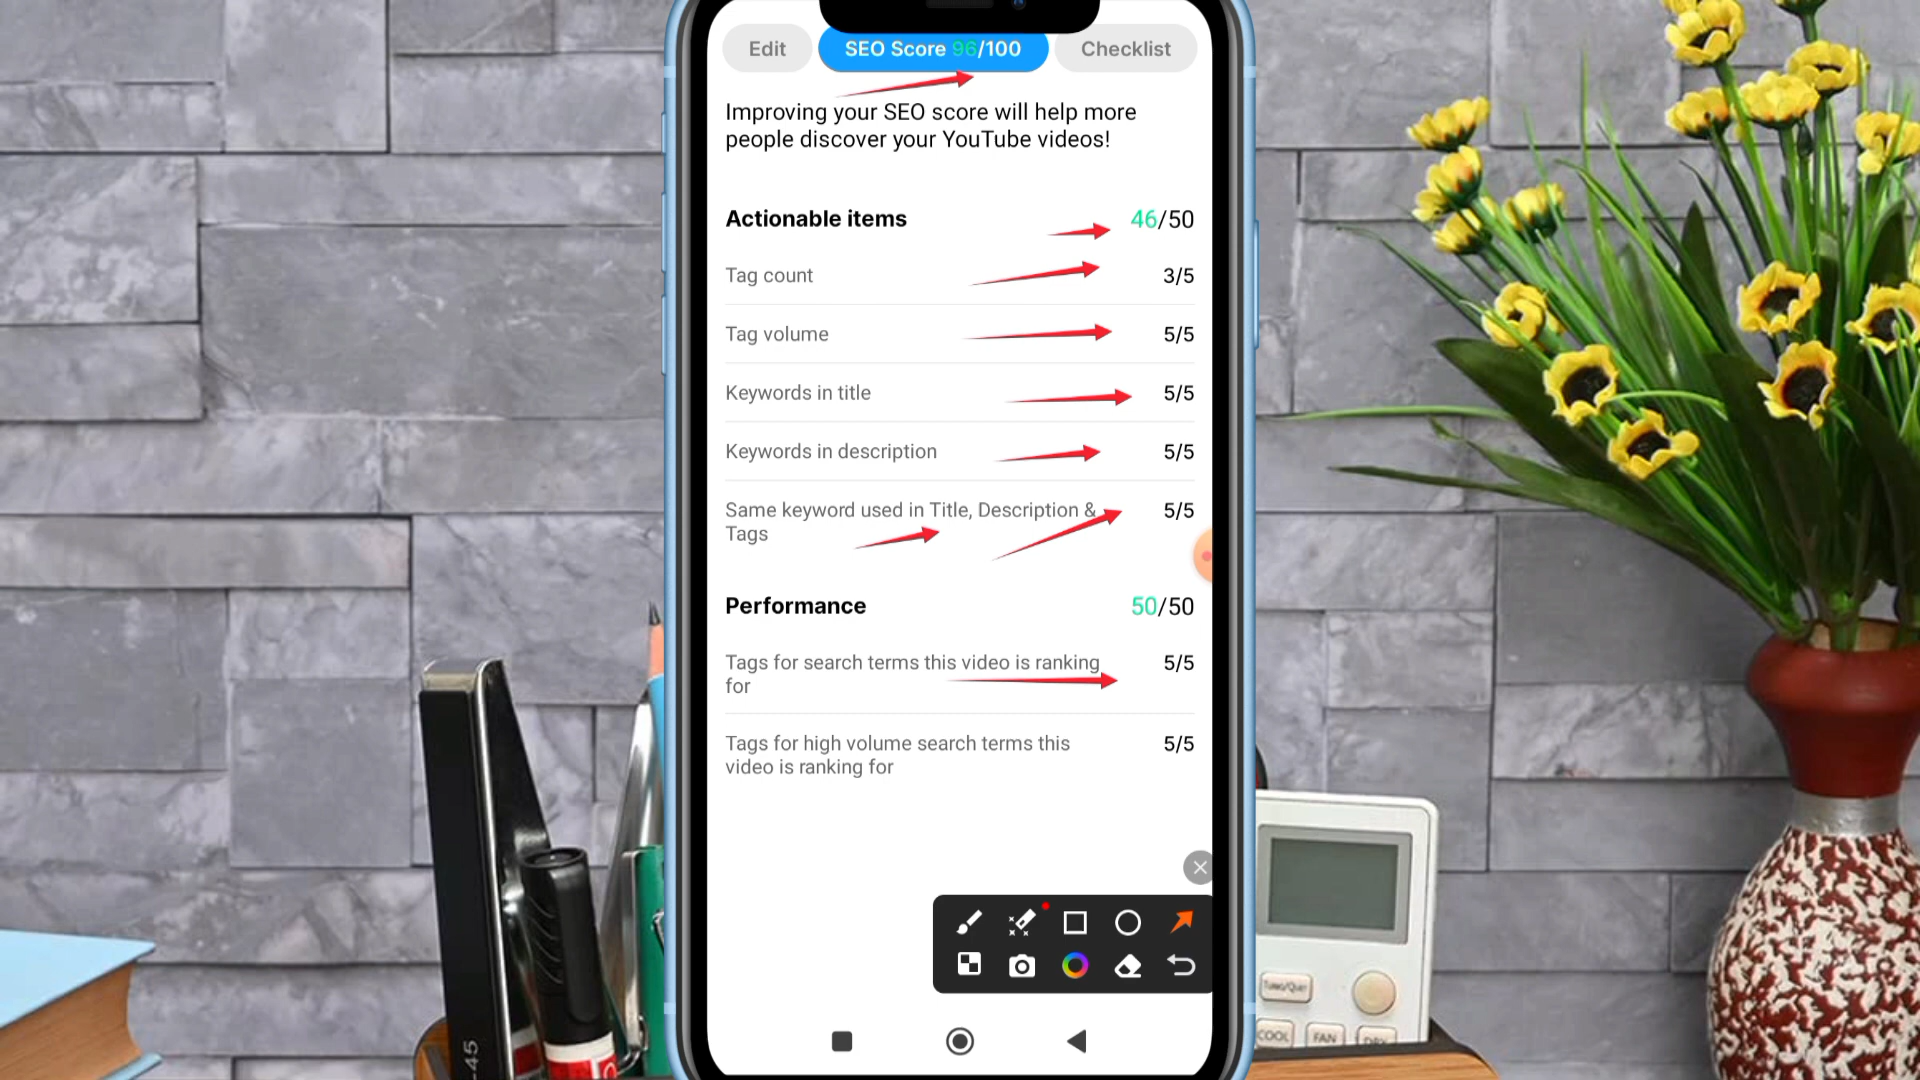 Edit
SEO Score 96/100
Checklist
Improving your SEO score will help more
people discover your YouTube videos!
Actionable items
46/50
Tag count
3/5
Tag volume
5/5
Keywords in title
5/5
Keywords in description
5/5
Same keyword used in Title, Description &
Tags
5/5
Performance
50/50
Tags for search terms this video is ranking
for
5/5
Tags for high volume search terms this
video is ranking for
5/5
-45
COOL
FAN